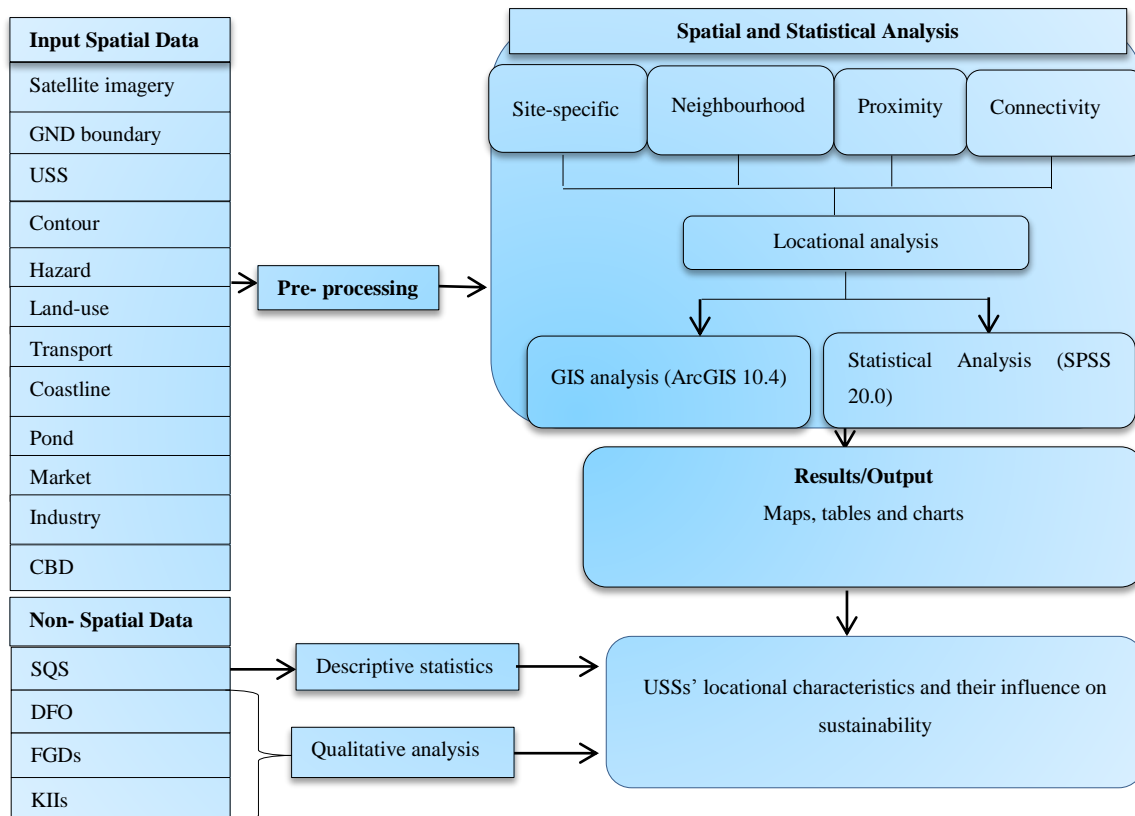 Input Spatial Data
Satellite imagery
GND boundary
USS
Contour
Hazard
Land-use
Transport
Coastline
Pond
Market
Industry
CBD
Non- Spatial Data
SQS
DFO
FGDs
KIIs
Pre- processing
Descriptive statistics
Qualitative analysis
Spatial and Statistical Analysis
Site-specific
Neighbourhood
Proximity
Connectivity
Locational analysis
GIS analysis (ArcGIS 10.4)
Statistical Analysis (SPSS
20.0)
Results/Output
Maps, tables and charts
USSs’ locational characteristics and their influence on
sustainability